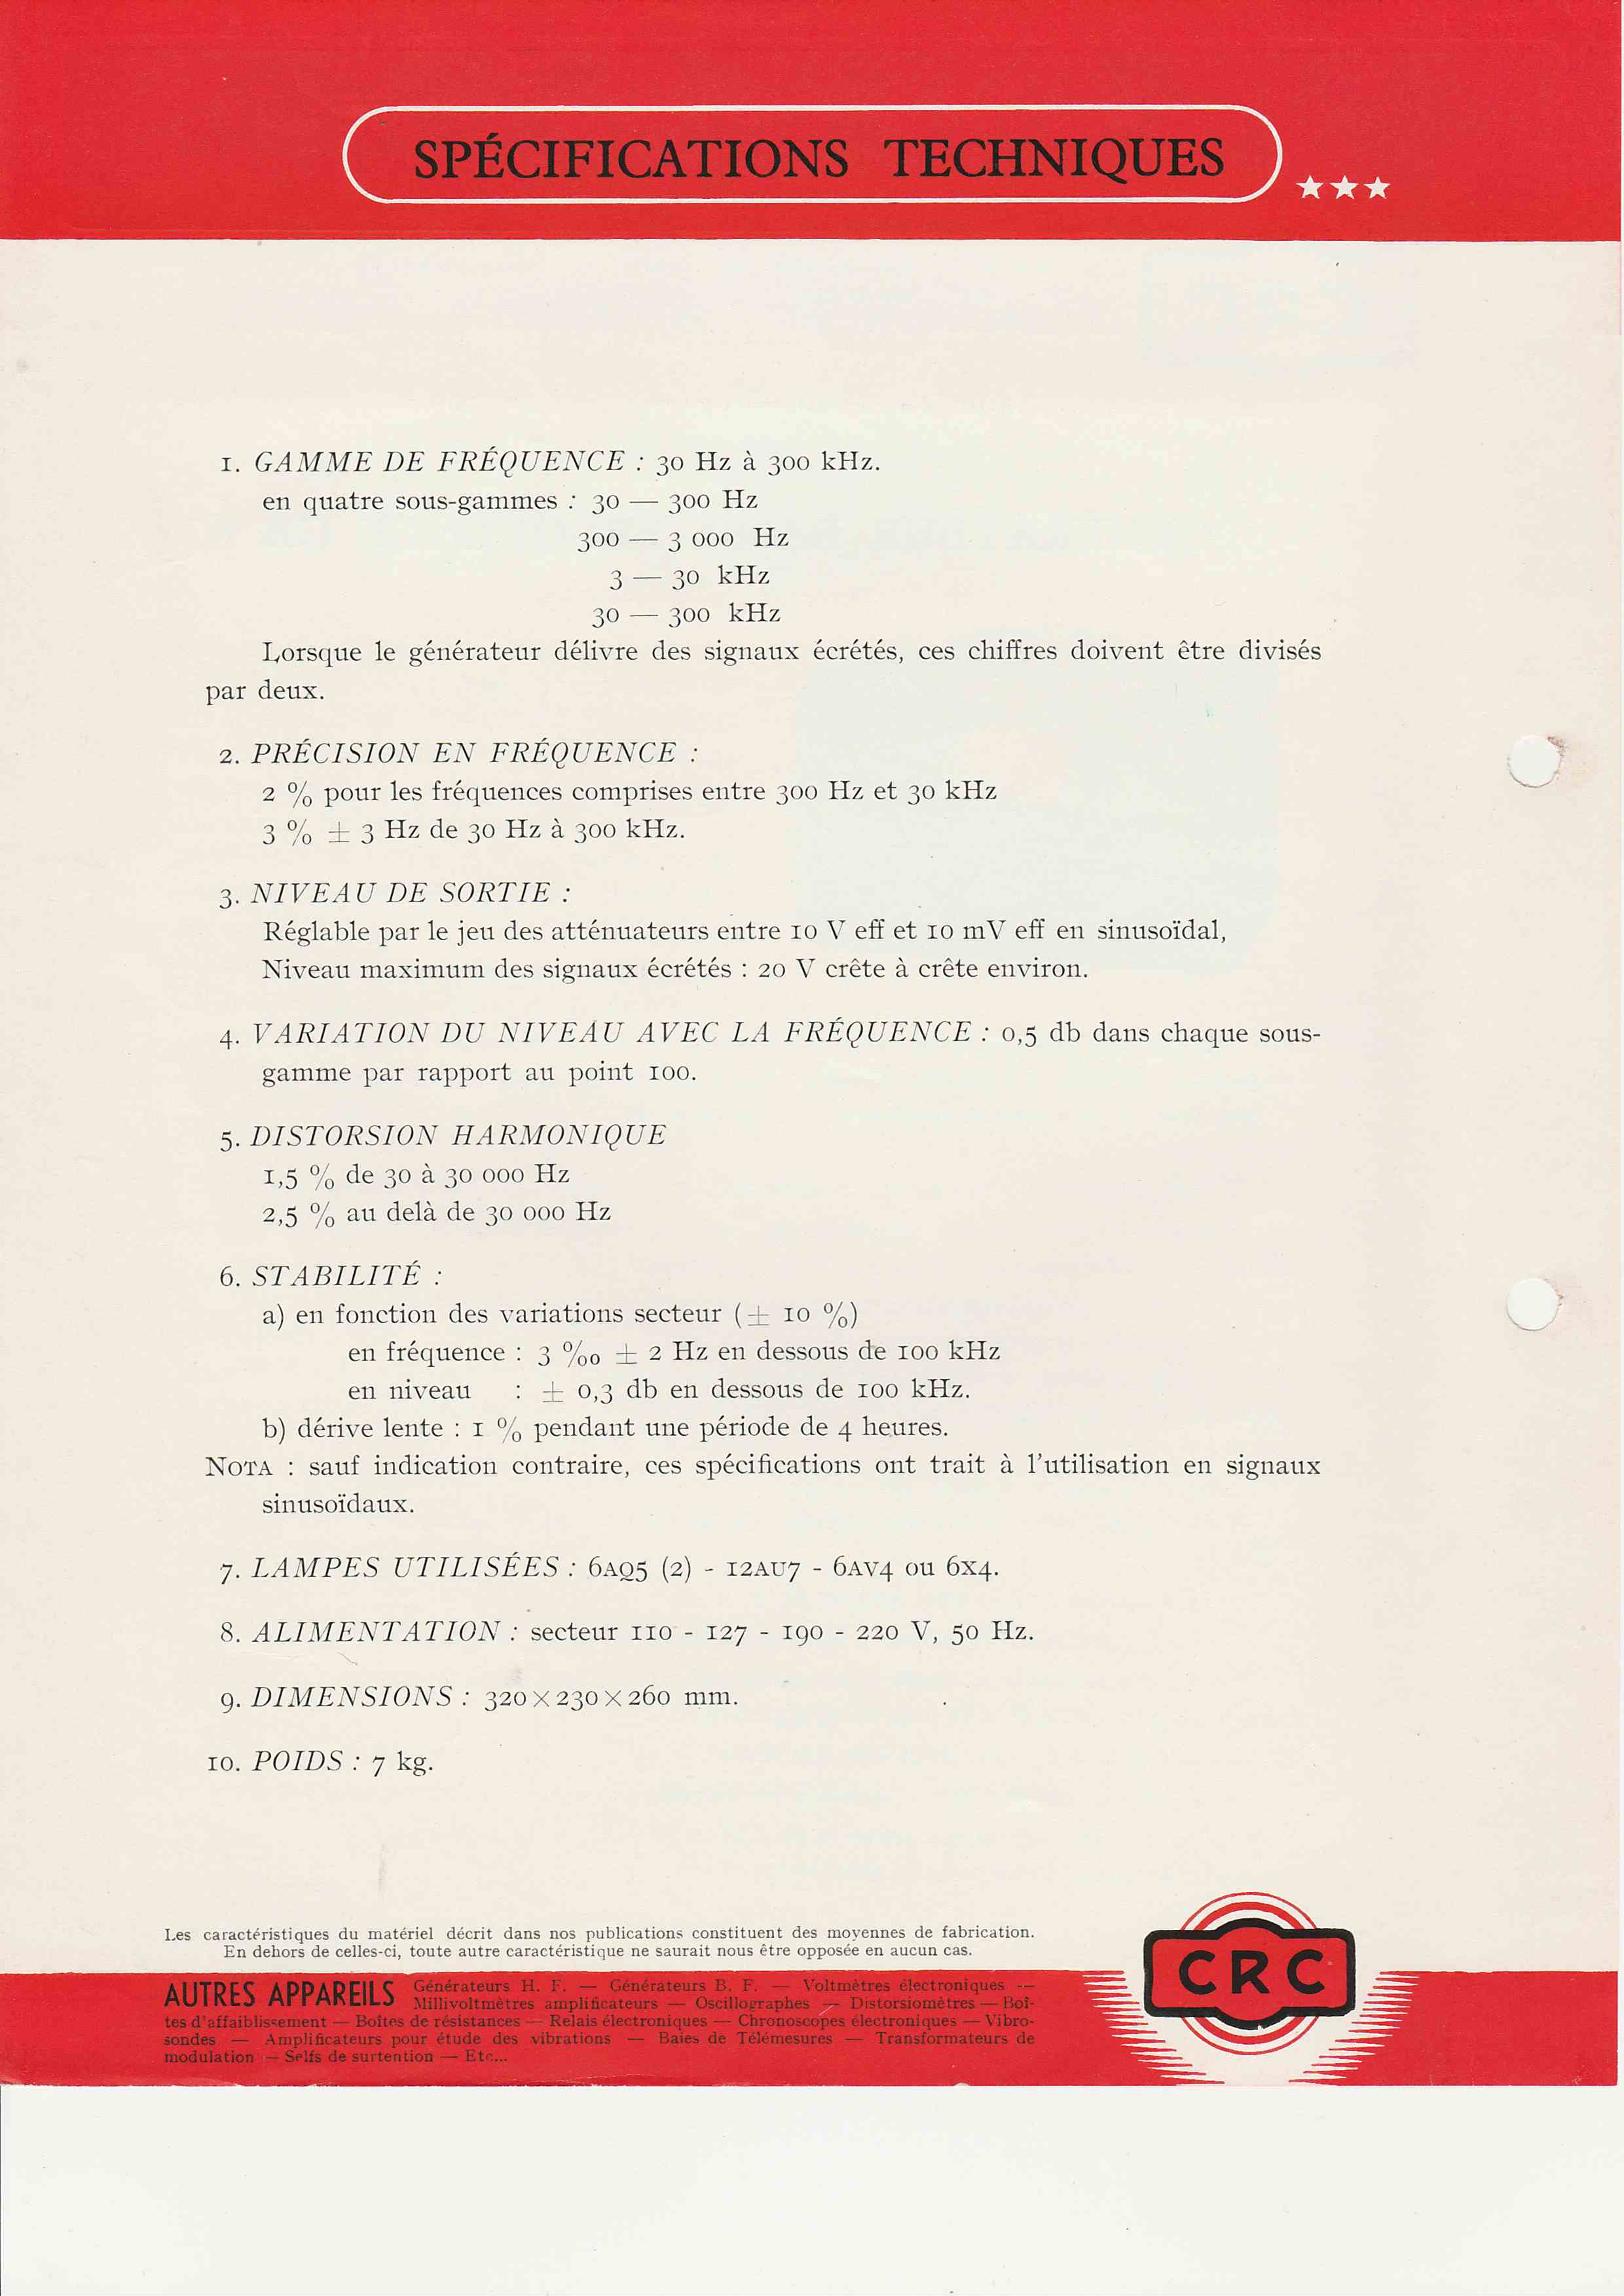 SPÉCIFICATIONS TECHNIQUES
1. GAMME DE FRÉQUENCE : 30 Hz à 300 kHz.
en quatre sous-gammes : 30 — 300 Hz
300 — 3 000 Hz
3 — 30 kHz
30 — 300 kHz
Lorsque le générateur délivre des signaux écrétés, ces chiffres doivent être divisés
par deux.
2. PRÉCISION EN FRÉQUENCE :
2 % pour les fréquences comprises entre 300 Hz et 30 kHz
3 % ± 3 Hz de 30 Hz à 300 kHz.
3. NIVEAU DE SORTIE :
Réglable par le jeu des atténuateurs entre 10 V eff et 10 mV eff en sinusoïdal,
Niveau maximum des signaux écrétés : 20 V crête à crête environ.
4. VARIATION DU NIVEAU AVEC LA FRÉQUENCE : 0,5 db dans chaque sous-
gamme par rapport au point 100.
5. DISTORSION HARMONIQUE
1,5 % de 30 à 30 000 Hz
2,5 % au delà de 30 000 Hz
6. STABILITÉ :
a) en fonction des variations secteur (± 10 %)
en fréquence : 3 ‰ ± 2 Hz en dessous de 100 kHz
en niveau : ± 0,3 db en dessous de 100 kHz.
b) dérive lente : 1 % pendant une période de 4 heures.
NOTA : sauf indication contraire, ces spécifications ont trait à l'utilisation en signaux
sinusoïdaux.
7. LAMPES UTILISÉES : 6AQ5 (2) - 12AU7 - 6AV4 ou 6X4.
8. ALIMENTATION : secteur 110 - 127 - 190 - 220 V, 50 Hz.
9. DIMENSIONS : 320 × 230 × 260 mm.
10. POIDS : 7 kg.
Les caractéristiques du matériel décrit dans nos publications constituent des moyennes de fabrication.
En dehors de celles-ci, toute autre caractéristique ne saurait nous être opposée en aucun cas.
AUTRES APPAREILS Générateurs H. F. — Générateurs B. F. — Voltmètres électroniques —
Millivoltmètres amplificateurs — Oscillographes — Distorsiomètres — Boî-
tes d'affaiblissement — Boîtes de résistances — Relais électroniques — Chronoscopes électroniques — Vibro-
sondes — Amplificateurs pour étude des vibrations — Baies de Télémesures — Transformateurs de
modulation — Selfs de surtention — Etc...
CRC